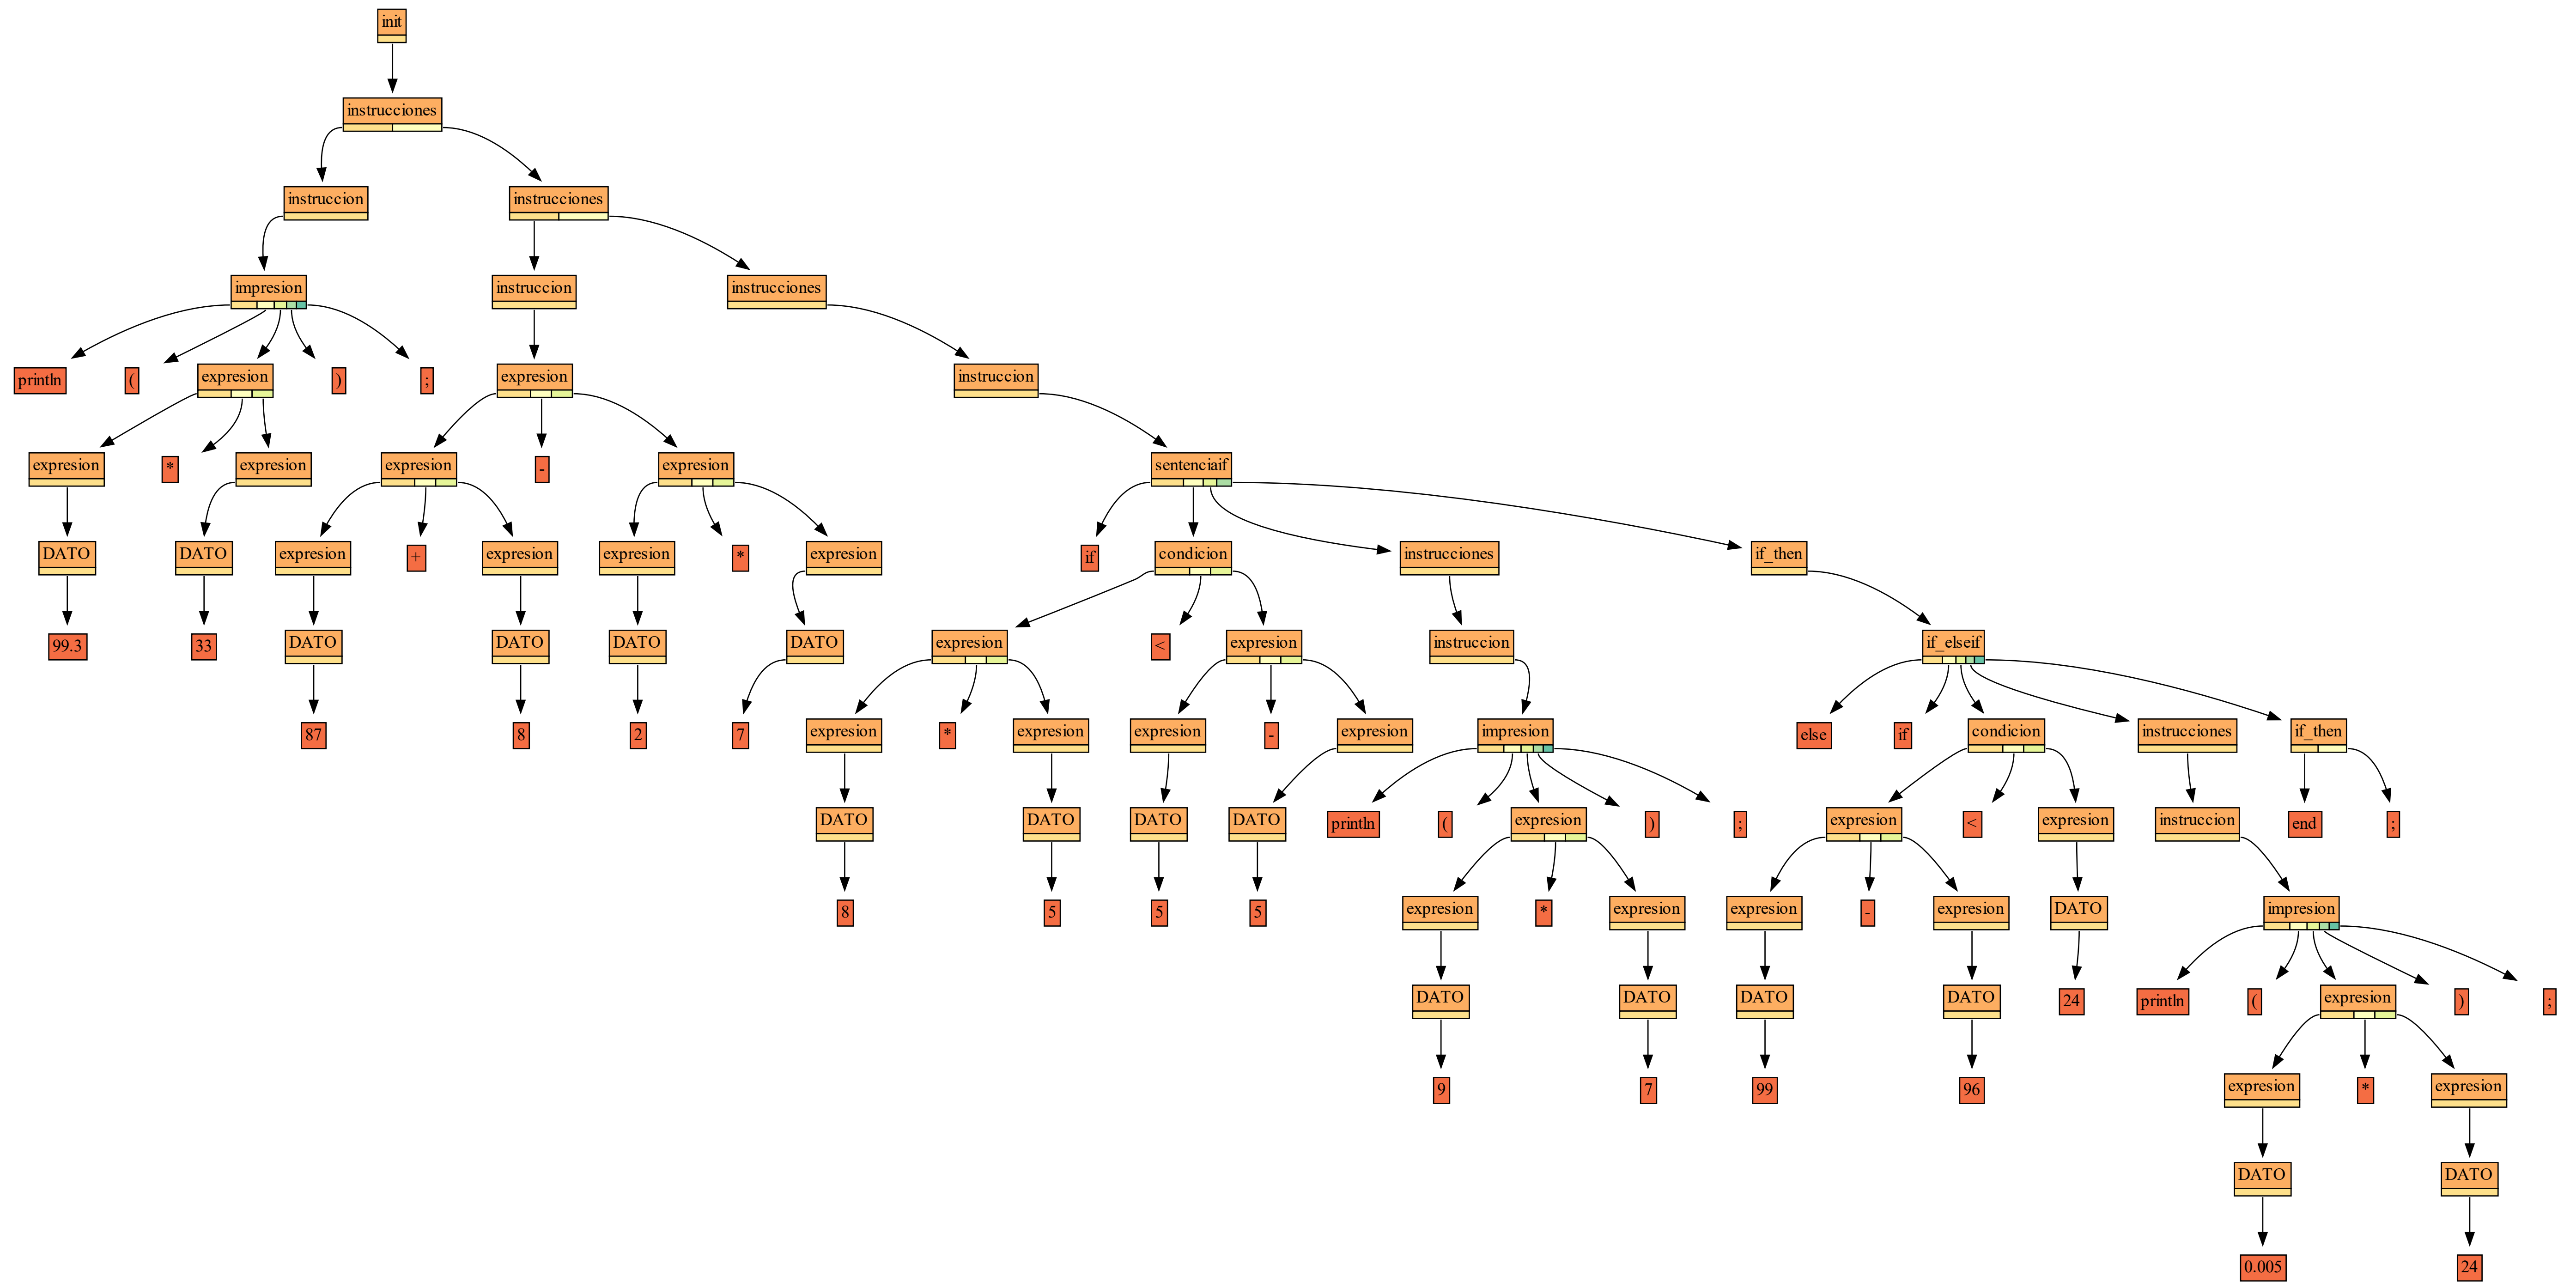 init
instrucciones
instruccion instrucciones
impresion instruccion instrucciones
println ( expresion ) ; expresion instruccion
expresion * expresion expresion - expresion sentenciaif
DATO DATO expresion + expresion expresion * expresion if condicion instrucciones if_then
99.3 33 DATO DATO DATO DATO expresion < expresion instruccion if_elseif
87 8 2 7 expresion * expresion expresion - expresion impresion else if condicion instrucciones if_then
DATO DATO DATO DATO println ( expresion ) ; expresion < expresion instruccion end ;
8 5 5 5 expresion * expresion expresion - expresion DATO impresion
DATO DATO DATO DATO 24 println ( expresion ) ;
9 7 99 96 expresion * expresion
DATO DATO
0.005 24